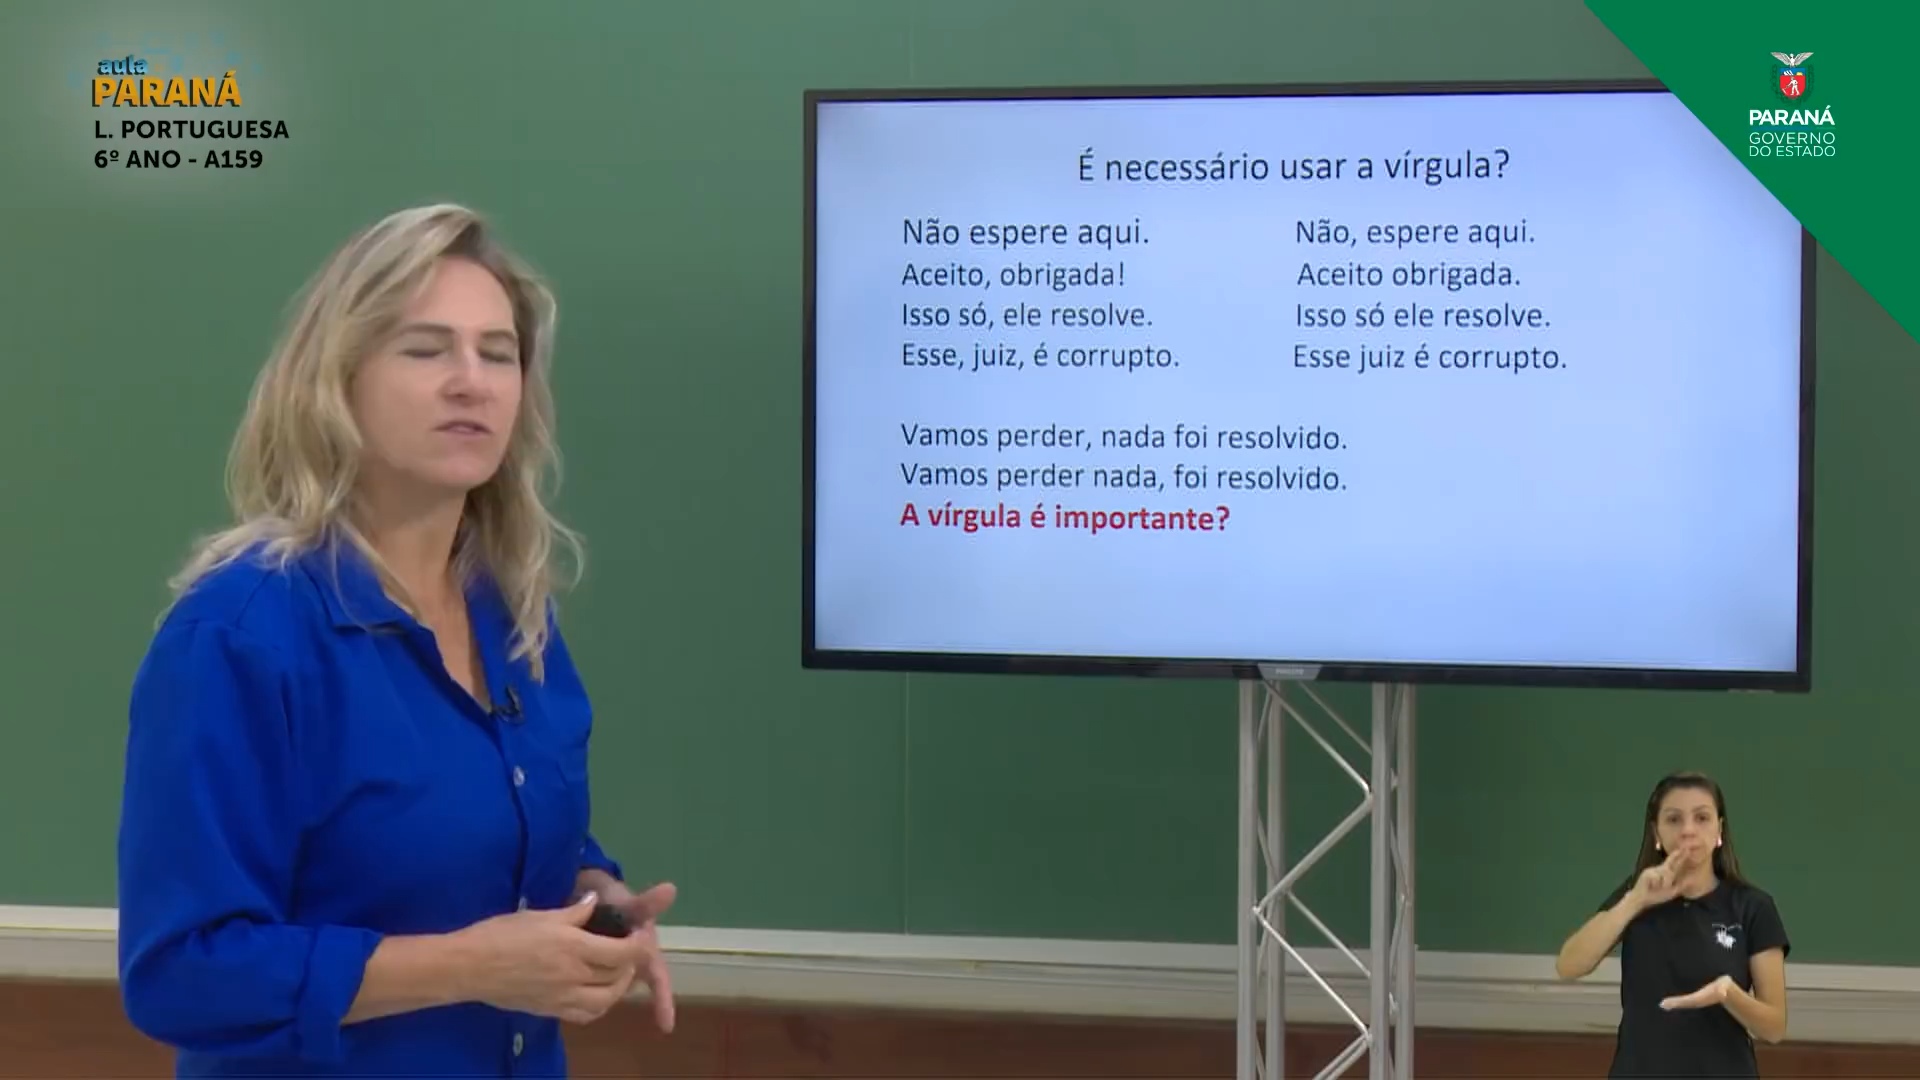 aula
PARANÁ
L. PORTUGUESA
6º ANO - A159
PARANÁ
GOVERNO
DO ESTADO
É necessário usar a vírgula?
Não espere aqui.
Não, espere aqui.
Aceito, obrigada!
Aceito obrigada.
Isso só, ele resolve.
Isso só ele resolve.
Esse, juiz, é corrupto.
Esse juiz é corrupto.
Vamos perder, nada foi resolvido.
Vamos perder nada, foi resolvido.
A vírgula é importante?